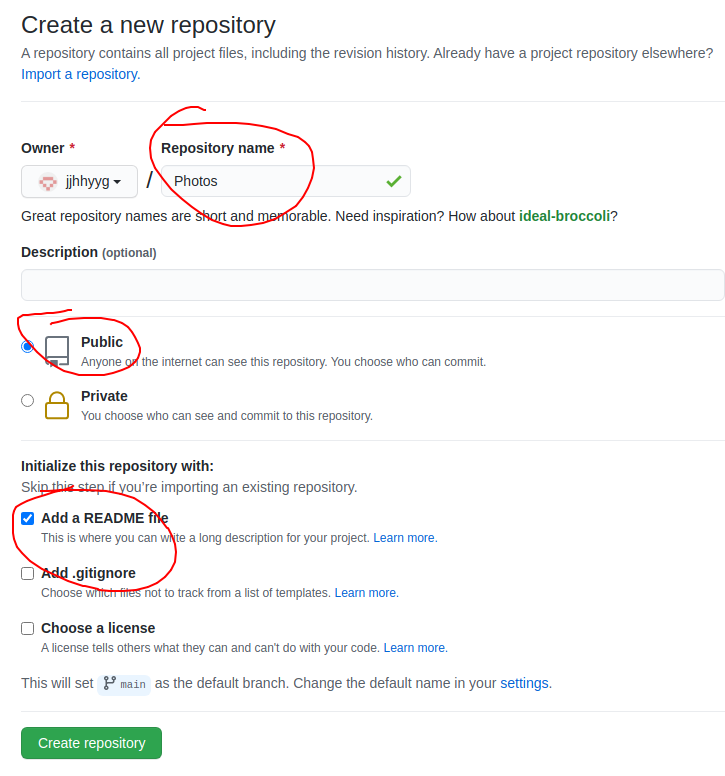 Create a new repository
A repository contains all project files, including the revision history. Already have a project repository elsewhere?
Import a repository.
Owner * Repository name *
jjhhyyg / Photos
Great repository names are short and memorable. Need inspiration? How about ideal-broccoli?
Description (optional)
Public
Anyone on the internet can see this repository. You choose who can commit.
Private
You choose who can see and commit to this repository.
Initialize this repository with:
Skip this step if you're importing an existing repository.
Add a README file
This is where you can write a long description for your project. Learn more.
Add .gitignore
Choose which files not to track from a list of templates. Learn more.
Choose a license
A license tells others what they can and can't do with your code. Learn more.
This will set main as the default branch. Change the default name in your settings.
Create repository